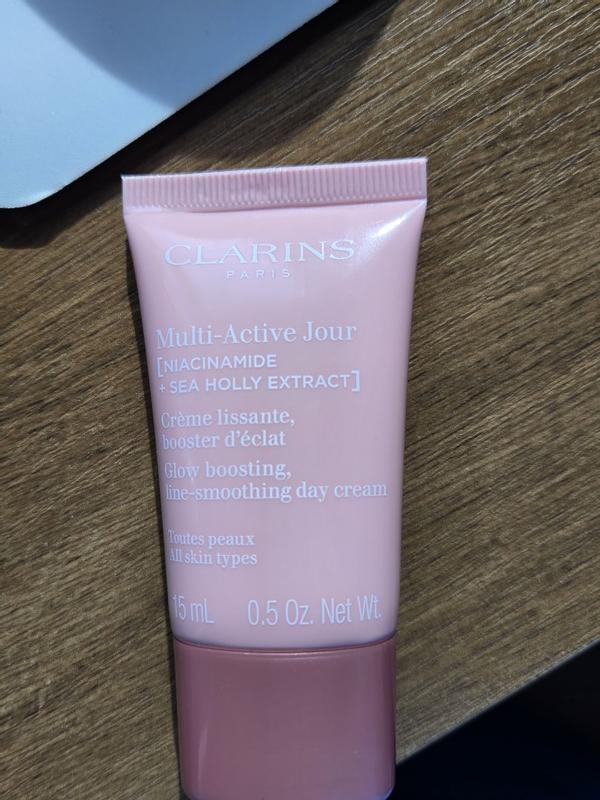 CLARINS
PARIS
Multi-Active Jour
[NIACINAMIDE
+ SEA HOLLY EXTRACT]
Crème lissante,
booster d'éclat
Glow boosting,
line-smoothing day cream
Toutes peaux
All skin types
15 mL 0.5 Oz. Net Wt.